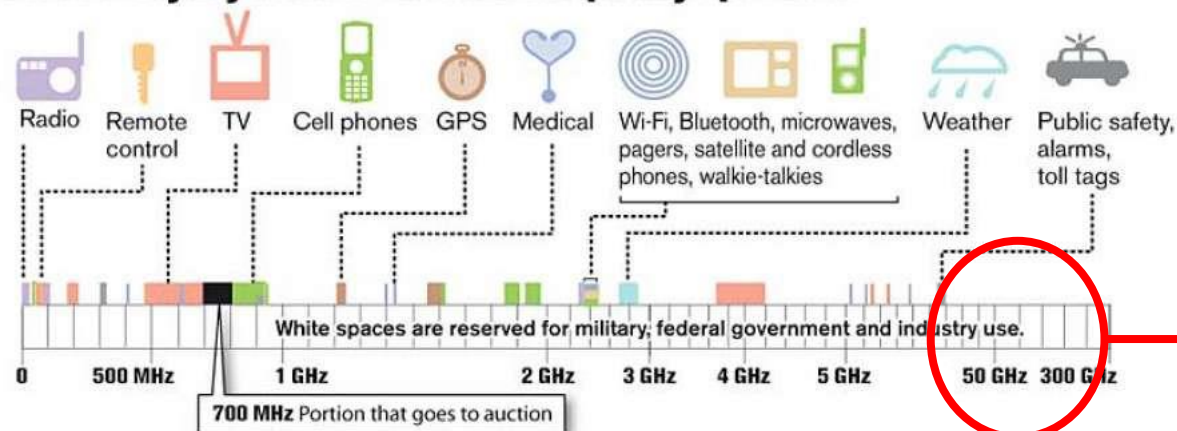 Radio
Remote
control
TV
Cell phones
GPS
Medical
Wi-Fi, Bluetooth, microwaves,
pagers, satellite and cordless
phones, walkie-talkies
Weather
Public safety,
alarms,
toll tags
White spaces are reserved for military, federal government and industry use.
0 500 MHz 1 GHz 2 GHz 3 GHz 4 GHz 5 GHz 50 GHz 300 GHz
700 MHz Portion that goes to auction